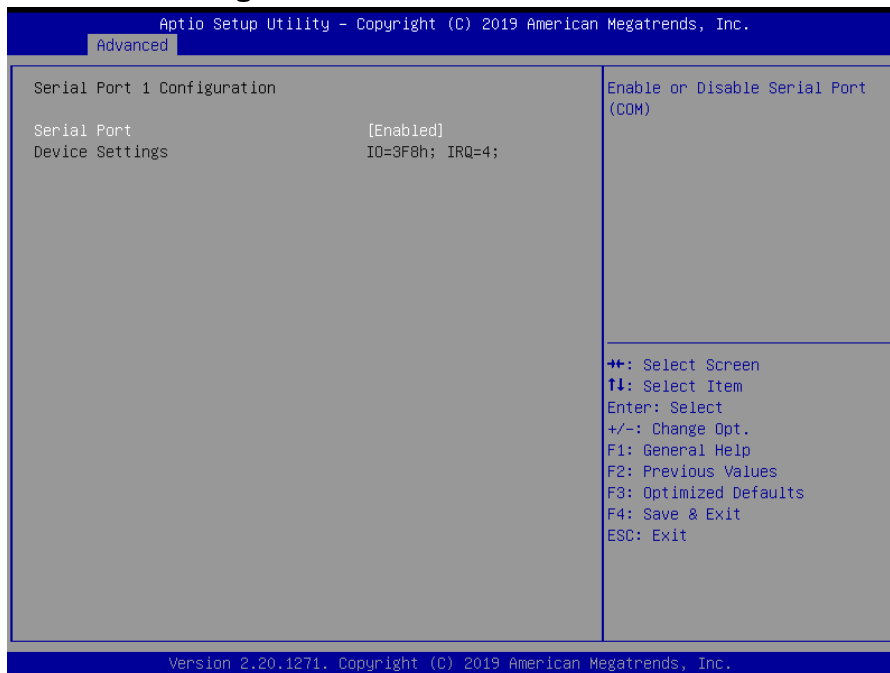 Aptio Setup Utility – Copyright (C) 2019 American Megatrends, Inc.
Advanced
Serial Port 1 Configuration
Serial Port [Enabled]
Device Settings IO=3F8h; IRQ=4;
Enable or Disable Serial Port
(COM)
→←: Select Screen
↑↓: Select Item
Enter: Select
+/-: Change Opt.
F1: General Help
F2: Previous Values
F3: Optimized Defaults
F4: Save & Exit
ESC: Exit
Version 2.20.1271. Copyright (C) 2019 American Megatrends, Inc.